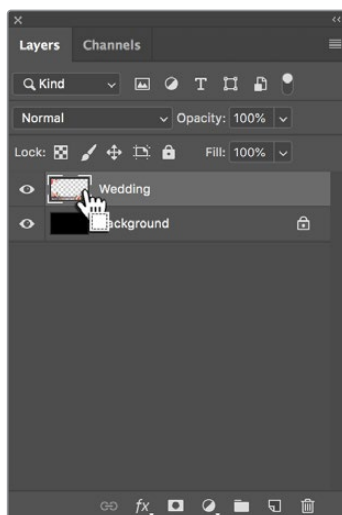 Layers Channels
Kind
Normal Opacity: 100%
Lock: Fill: 100%
Wedding
ackground
fx